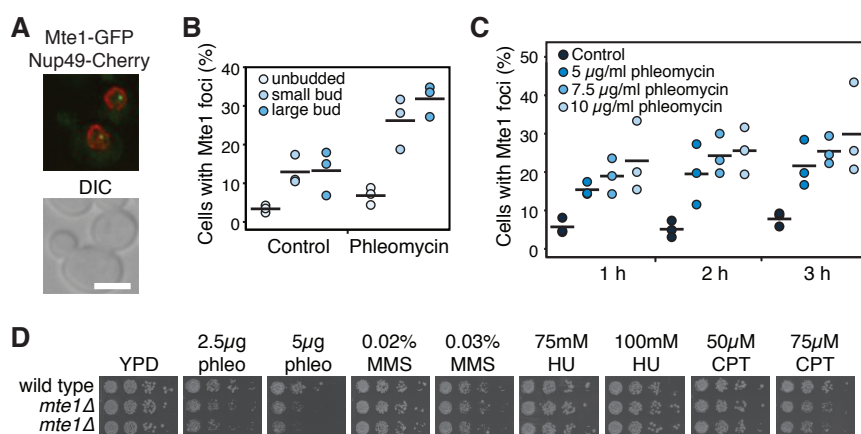 A
Mte1-GFP
Nup49-Cherry
DIC
B
Cells with Mte1 foci (%)
40
30
20
10
0
unbudded
small bud
large bud
Control
Phleomycin
C
Cells with Mte1 foci (%)
50
40
30
20
10
0
Control
5 µg/ml phleomycin
7.5 µg/ml phleomycin
10 µg/ml phleomycin
1 h
2 h
3 h
D
YPD
2.5µg
phleo
5µg
phleo
0.02%
MMS
0.03%
MMS
75mM
HU
100mM
HU
50µM
CPT
75µM
CPT
wild type
mte1Δ
mte1Δ